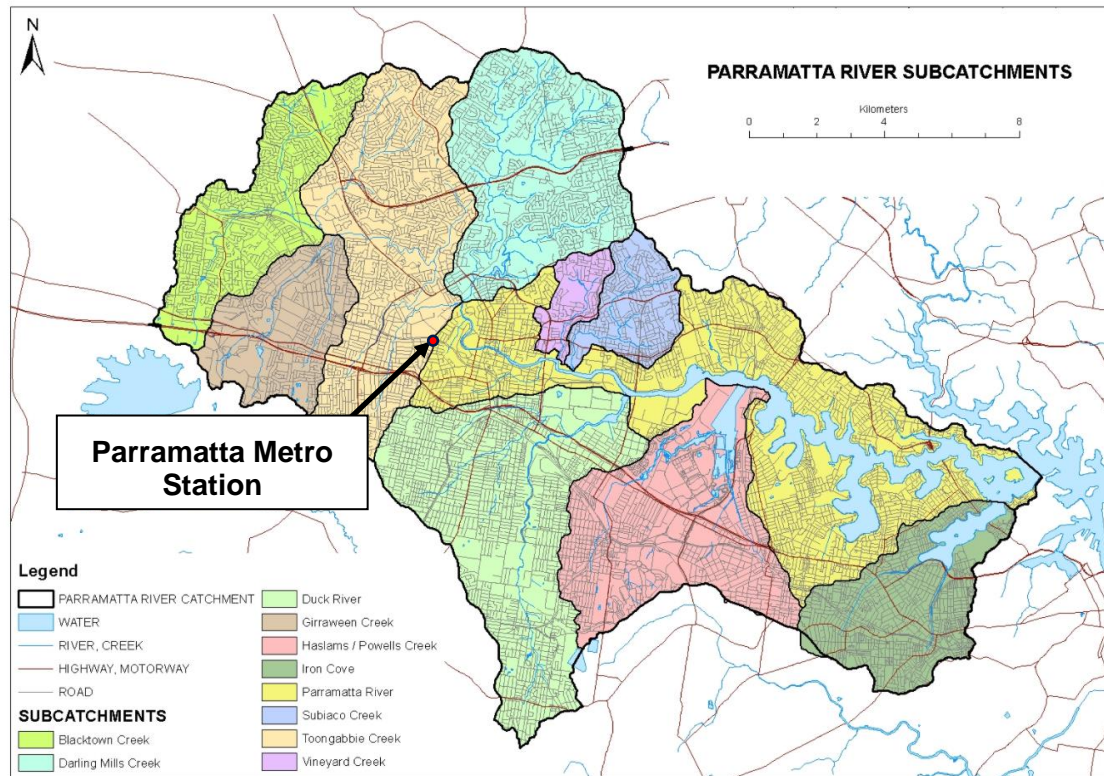 N
PARRAMATTA RIVER SUBCATCHMENTS
Kilometers
0 2 4 8
Parramatta Metro
Station
Legend
PARRAMATTA RIVER CATCHMENT
WATER
RIVER, CREEK
HIGHWAY, MOTORWAY
ROAD
SUBCATCHMENTS
Blacktown Creek
Darling Mills Creek
Duck River
Girraween Creek
Haslams / Powells Creek
Iron Cove
Parramatta River
Subiaco Creek
Toongabbie Creek
Vineyard Creek